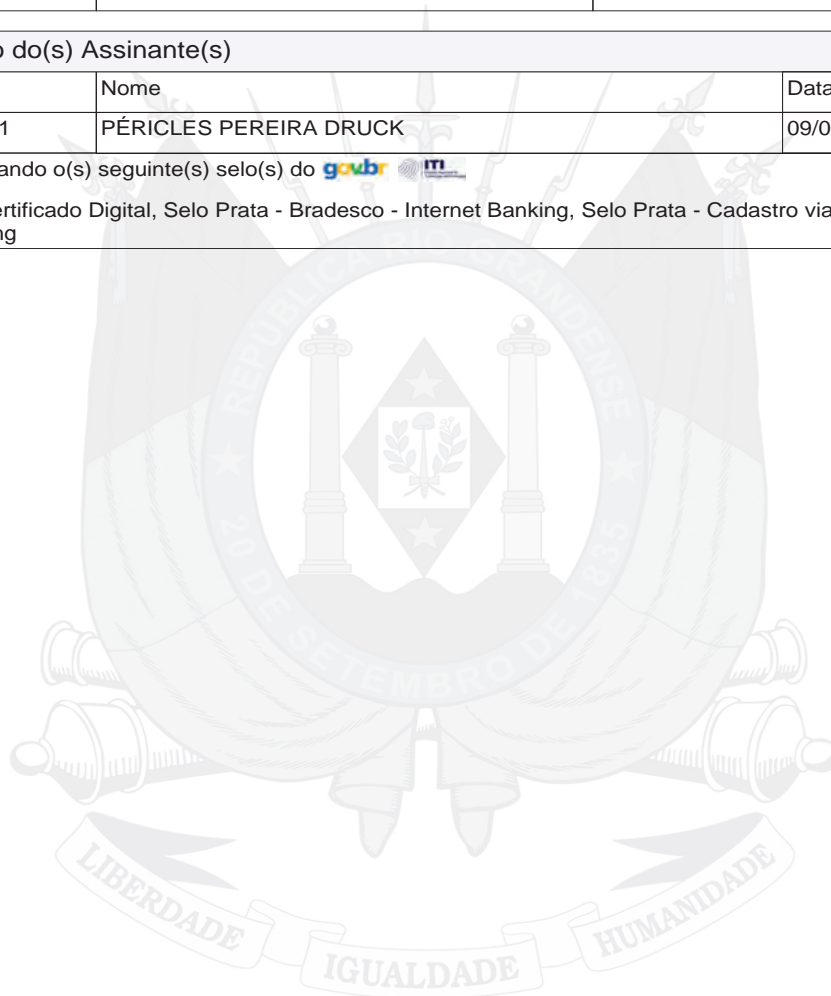 o do(s) Assinante(s)
Nome Data
1 PÉRICLES PEREIRA DRUCK 09/0
ando o(s) seguinte(s) selo(s) do gov.br ITI
ertificado Digital, Selo Prata - Bradesco - Internet Banking, Selo Prata - Cadastro via
ng
REPUBLICA RIO-GRANDENSE
20 DE SETEMBRO DE 1835
LIBERDADE
IGUALDADE
HUMANIDADE